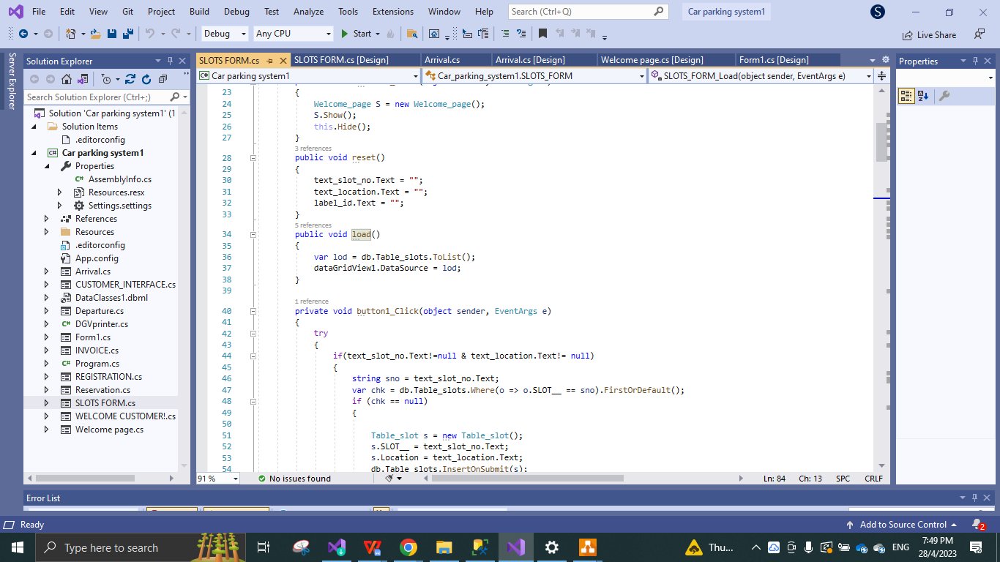 File Edit View Git Project Build Debug Test Analyze Tools Extensions Window Help Search (Ctrl+Q) Car parking system1 S
Debug Any CPU Start Live Share
Server Explorer
Solution Explorer
Search Solution Explorer (Ctrl+;)
Solution 'Car parking system1' (1
Solution Items
.editorconfig
Car parking system1
Properties
AssemblyInfo.cs
Resources.resx
Settings.settings
References
Resources
.editorconfig
App.config
Arrival.cs
CUSTOMER_INTERFACE.cs
DataClasses1.dbml
Departure.cs
DGVprinter.cs
Form1.cs
INVOICE.cs
Program.cs
REGISTRATION.cs
Reservation.cs
SLOTS FORM.cs
WELCOME CUSTOMER!.cs
Welcome page.cs
SLOTS FORM.cs SLOTS FORM.cs [Design] Arrival.cs Arrival.cs [Design] Welcome page.cs [Design] Form1.cs [Design]
Car parking system1 Car_parking_system1.SLOTS_FORM SLOTS_FORM_Load(object sender, EventArgs e)
23 {
24 Welcome_page S = new Welcome_page();
25 S.Show();
26 this.Hide();
27 }
3 references
28 public void reset()
29 {
30 text_slot_no.Text = "";
31 text_location.Text = "";
32 label_id.Text = "";
33 }
5 references
34 public void load()
35 {
36 var lod = db.Table_slots.ToList();
37 dataGridView1.DataSource = lod;
38 }
39
1 reference
40 private void button1_Click(object sender, EventArgs e)
41 {
42 try
43 {
44 if(text_slot_no.Text!=null & text_location.Text!= null)
45 {
46 string sno = text_slot_no.Text;
47 var chk = db.Table_slots.Where(o => o.SLOT__ == sno).FirstOrDefault();
48 if (chk == null)
49 {
50
51 Table_slot s = new Table_slot();
52 s.SLOT__ = text_slot_no.Text;
53 s.Location = text_location.Text;
54 db.Table_slots.InsertOnSubmit(s);
91 % No issues found Ln: 84 Ch: 13 SPC CRLF
Properties
Error List
Ready Add to Source Control 2
Type here to search Thu... ENG 7:49 PM
28/4/2023